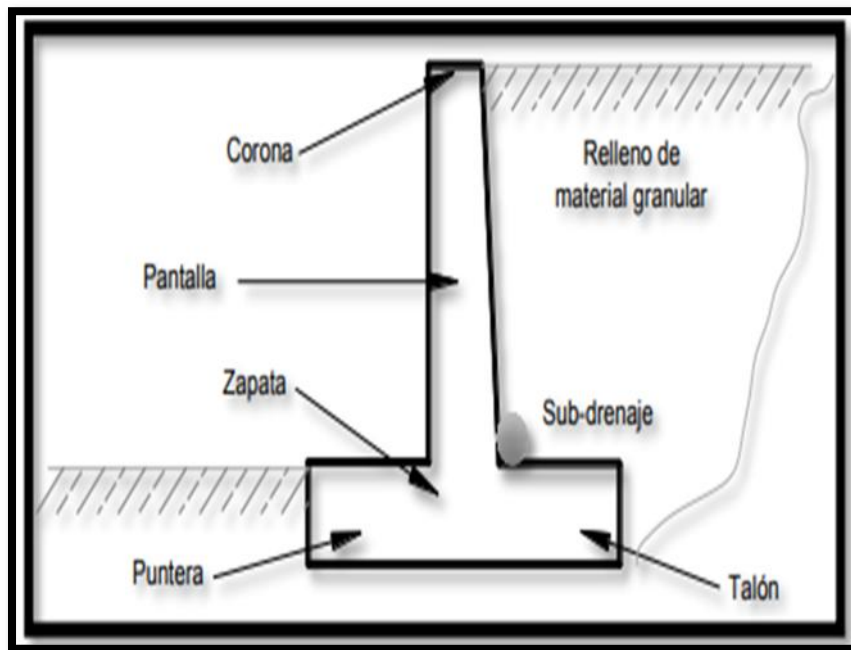 Corona
Relleno de
material granular
Pantalla
Zapata
Sub-drenaje
Puntera
Talón